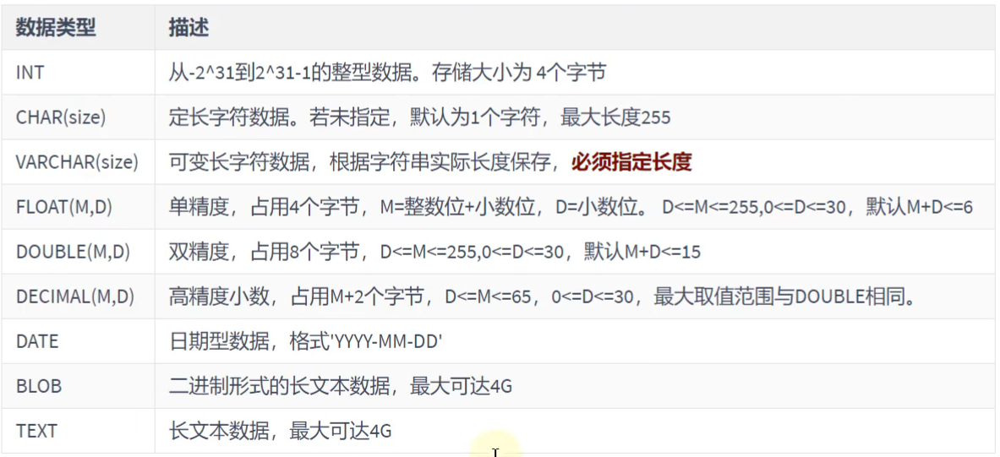 数据类型 描述
INT 从-2^31到2^31-1的整型数据。存储大小为 4个字节
CHAR(size) 定长字符数据。若未指定，默认为1个字符，最大长度255
VARCHAR(size) 可变长字符数据，根据字符串实际长度保存，必须指定长度
FLOAT(M,D) 单精度，占用4个字节，M=整数位+小数位，D=小数位。 D<=M<=255,0<=D<=30，默认M+D<=6
DOUBLE(M,D) 双精度，占用8个字节，D<=M<=255,0<=D<=30，默认M+D<=15
DECIMAL(M,D) 高精度小数，占用M+2个字节，D<=M<=65，0<=D<=30，最大取值范围与DOUBLE相同。
DATE 日期型数据，格式'YYYY-MM-DD'
BLOB 二进制形式的长文本数据，最大可达4G
TEXT 长文本数据，最大可达4G